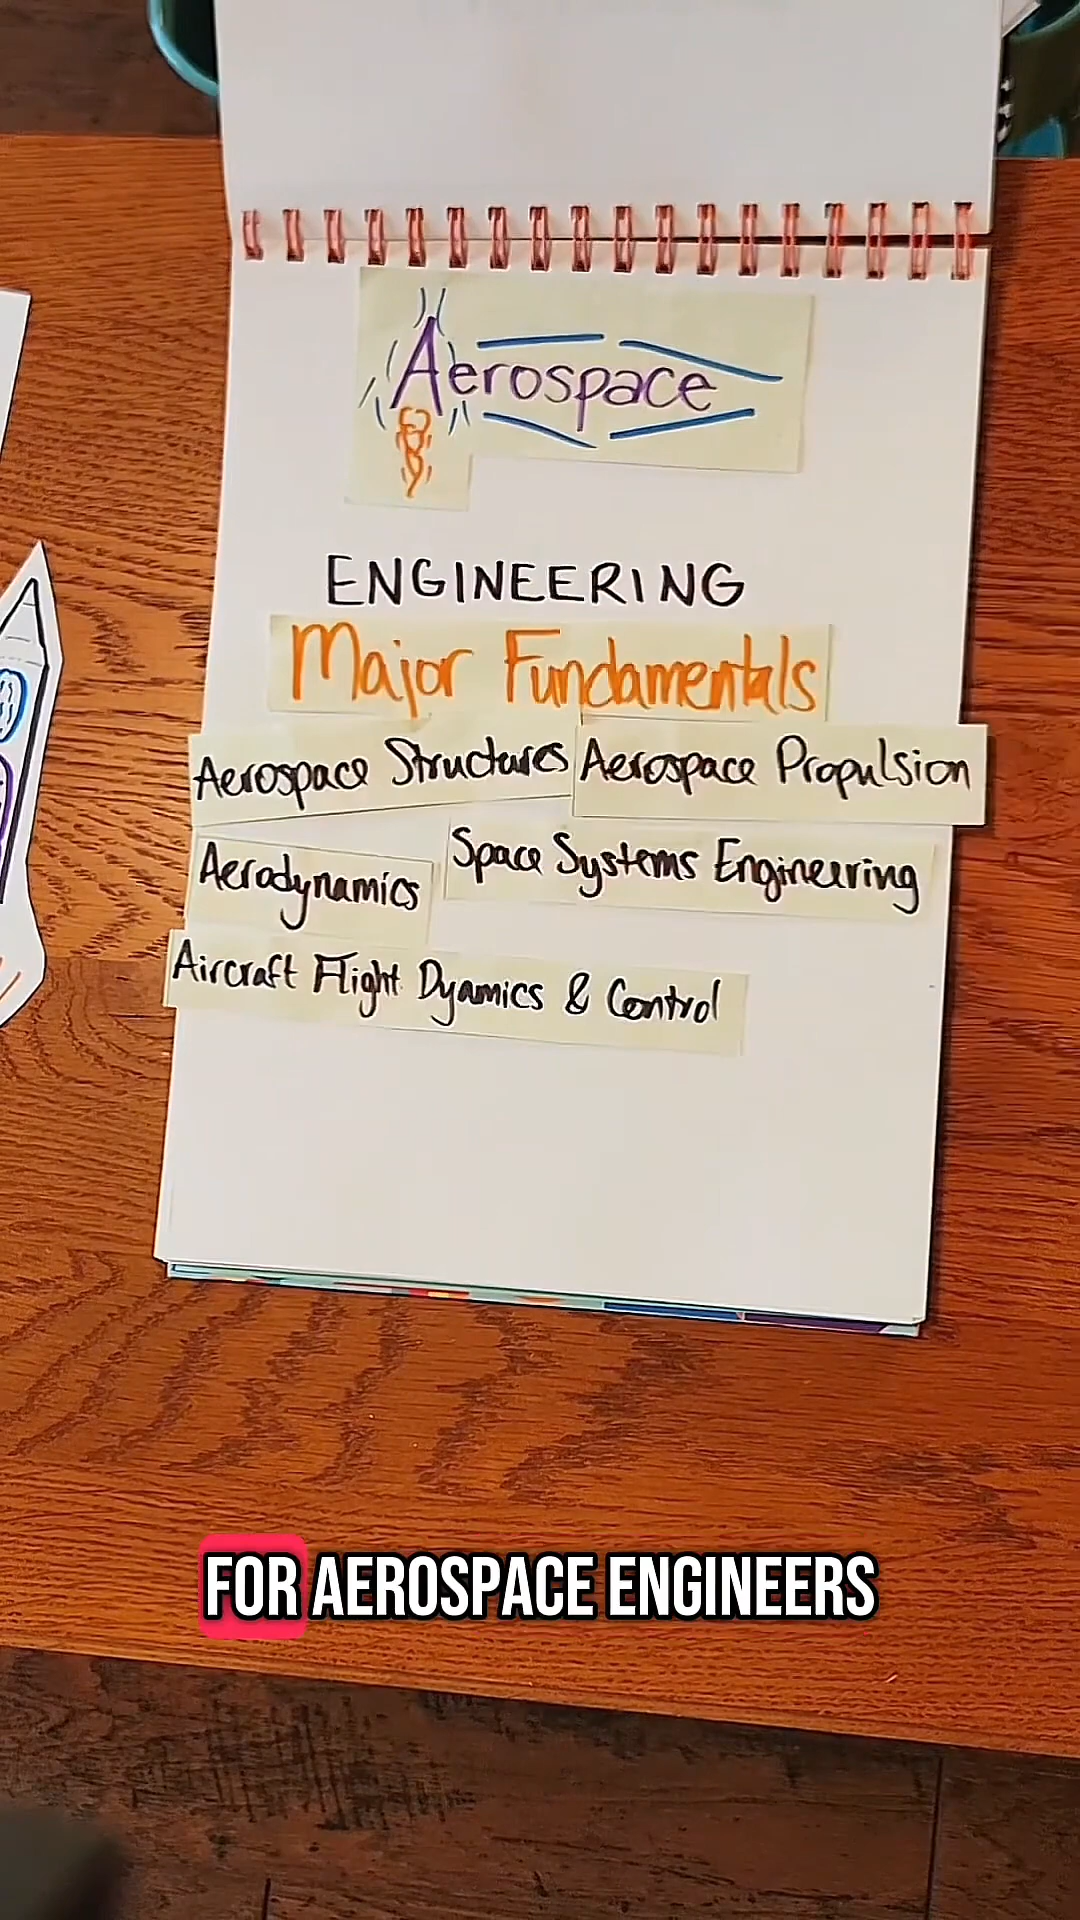 Aerospace
ENGINEERING
Major Fundamentals
Aerospace Structures Aerospace Propulsion
Aerodynamics Space Systems Engineering
Aircraft Flight Dyamics & Control
FOR AEROSPACE ENGINEERS